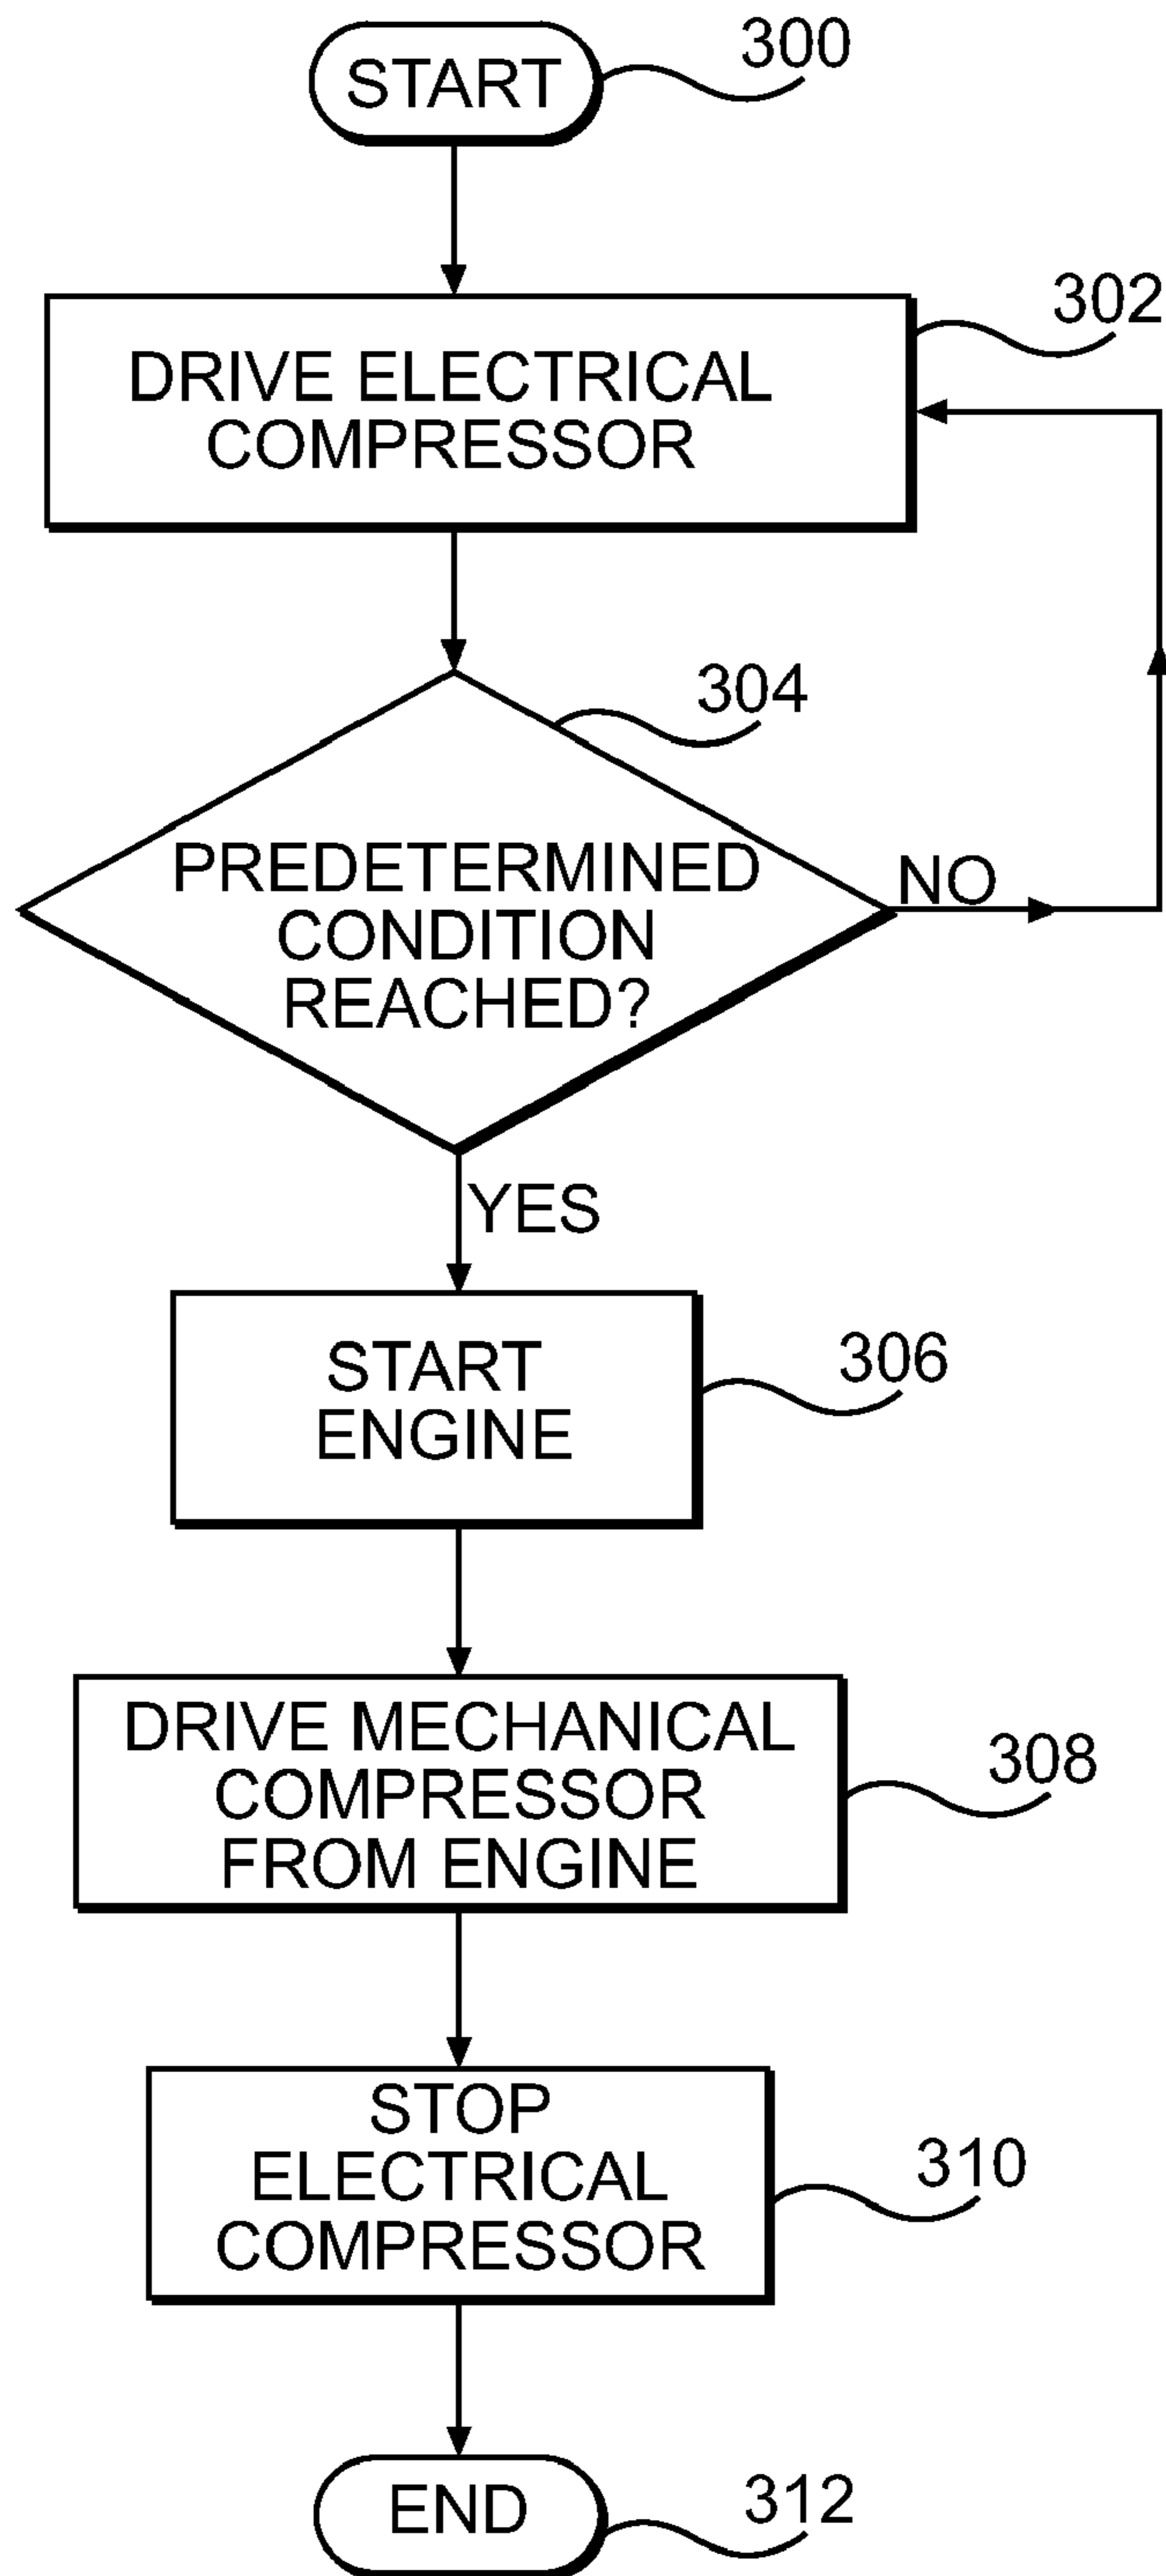 START
300
302
DRIVE ELECTRICAL
COMPRESSOR
304
PREDETERMINED
CONDITION
REACHED?
NO
YES
START
ENGINE
306
DRIVE MECHANICAL
COMPRESSOR
FROM ENGINE
308
STOP
ELECTRICAL
COMPRESSOR
310
END
312